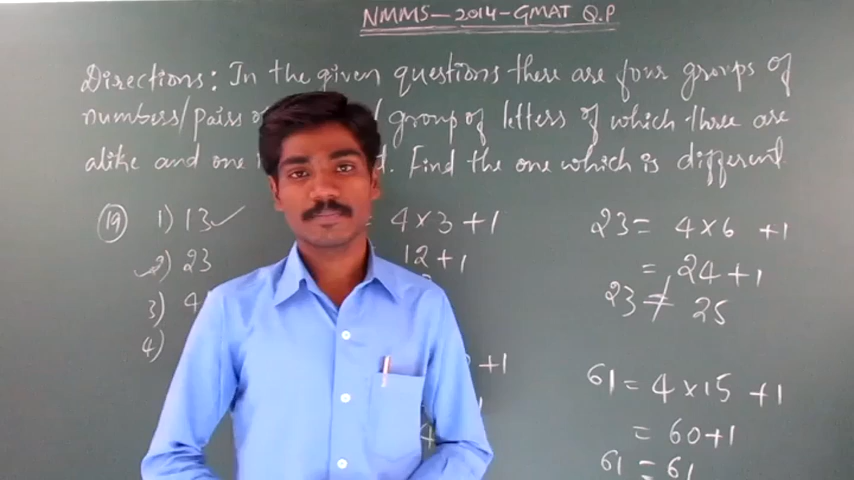 NMMS-2014-GMAT Q.P
Directions: In the given questions there are four groups of
numbers/pairs / group of letters of which three are
alike and one Find the one which is different
(19) 1) 13 ✓ = 4×3+1
✓ 2) 23 12+1
3) 4
4)
+1
23 = 4×6 +1
= 24+1
23 ≠ 25
61 = 4×15 +1
= 60+1
61 = 61